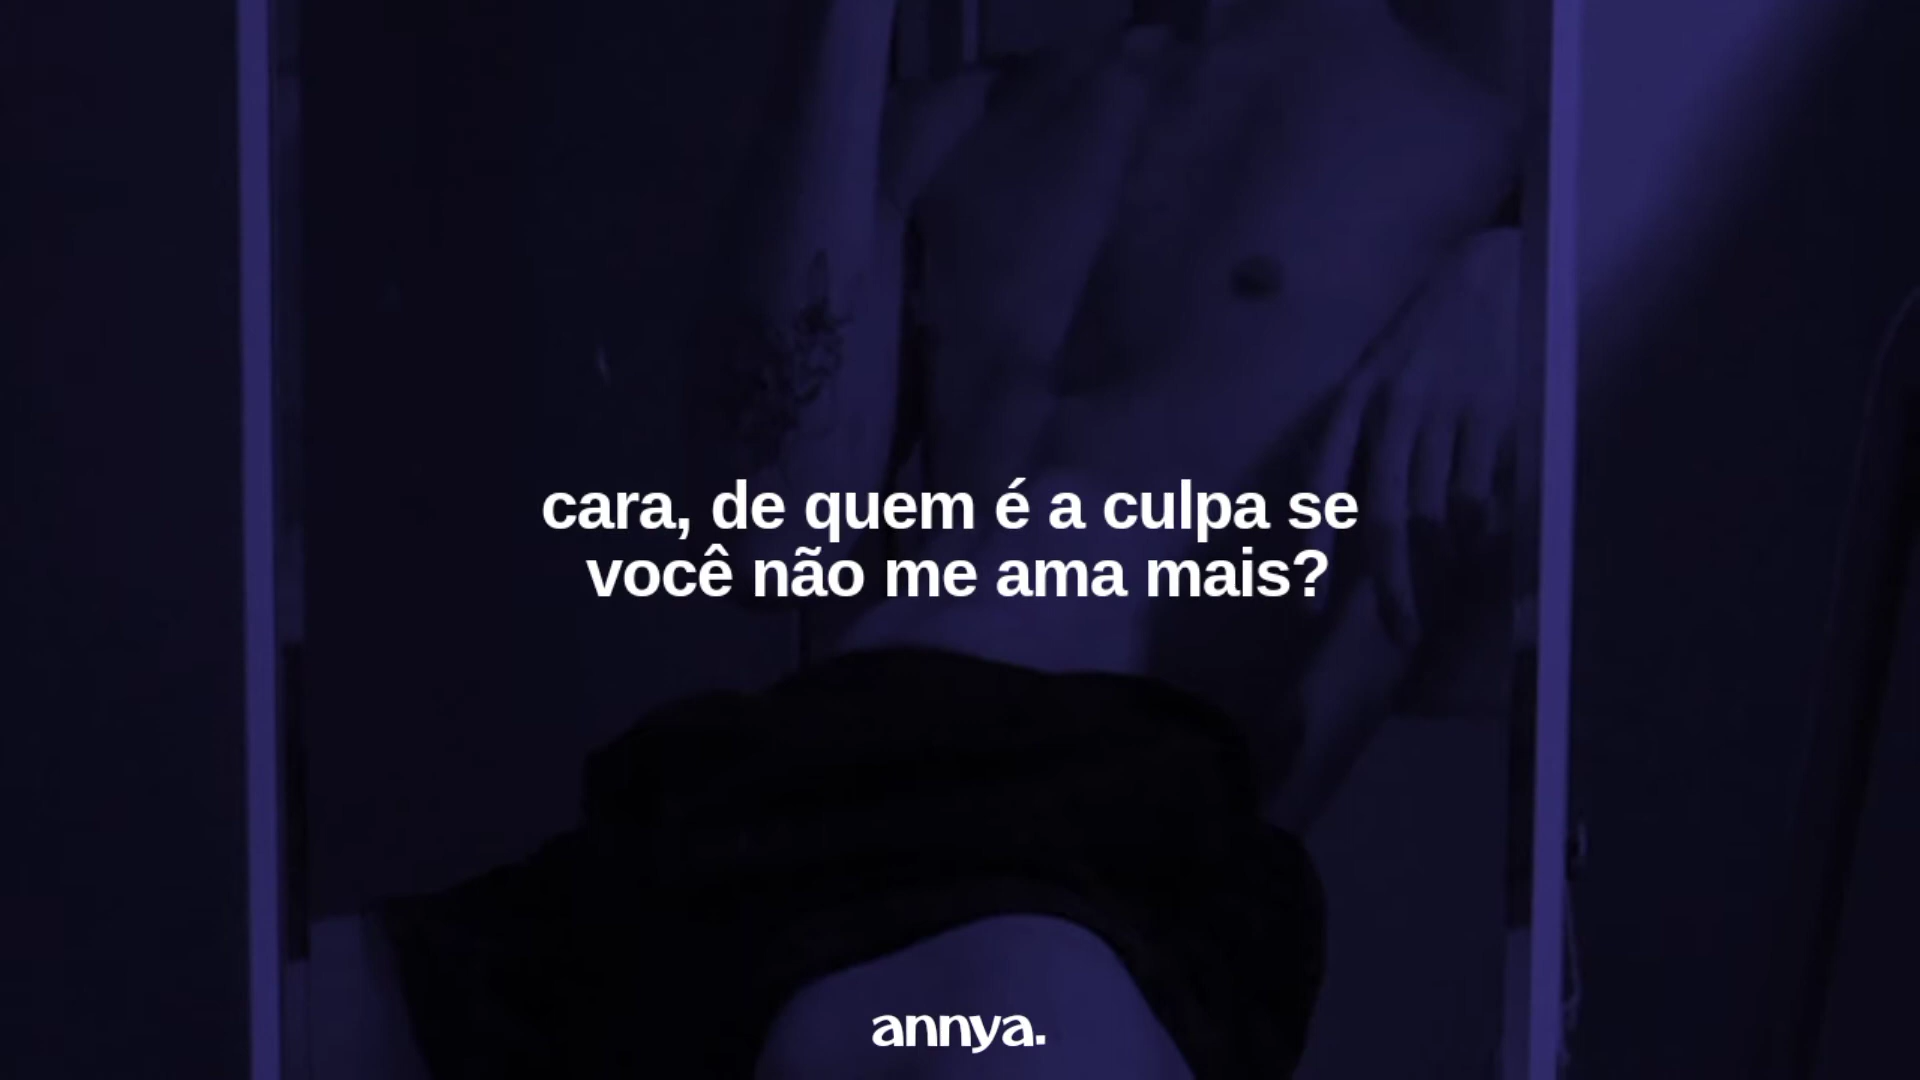 cara, de quem é a culpa se
você não me ama mais?
annya.